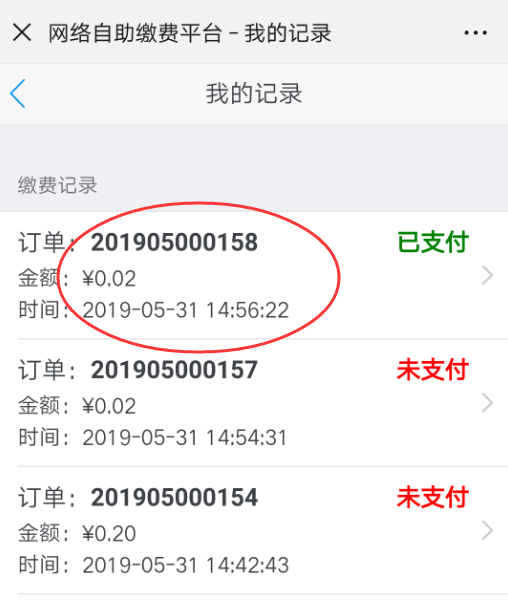 网络自助缴费平台 - 我的记录
我的记录
缴费记录
订单：201905000158 已支付
金额：¥0.02
时间：2019-05-31 14:56:22
订单：201905000157 未支付
金额：¥0.02
时间：2019-05-31 14:54:31
订单：201905000154 未支付
金额：¥0.20
时间：2019-05-31 14:42:43